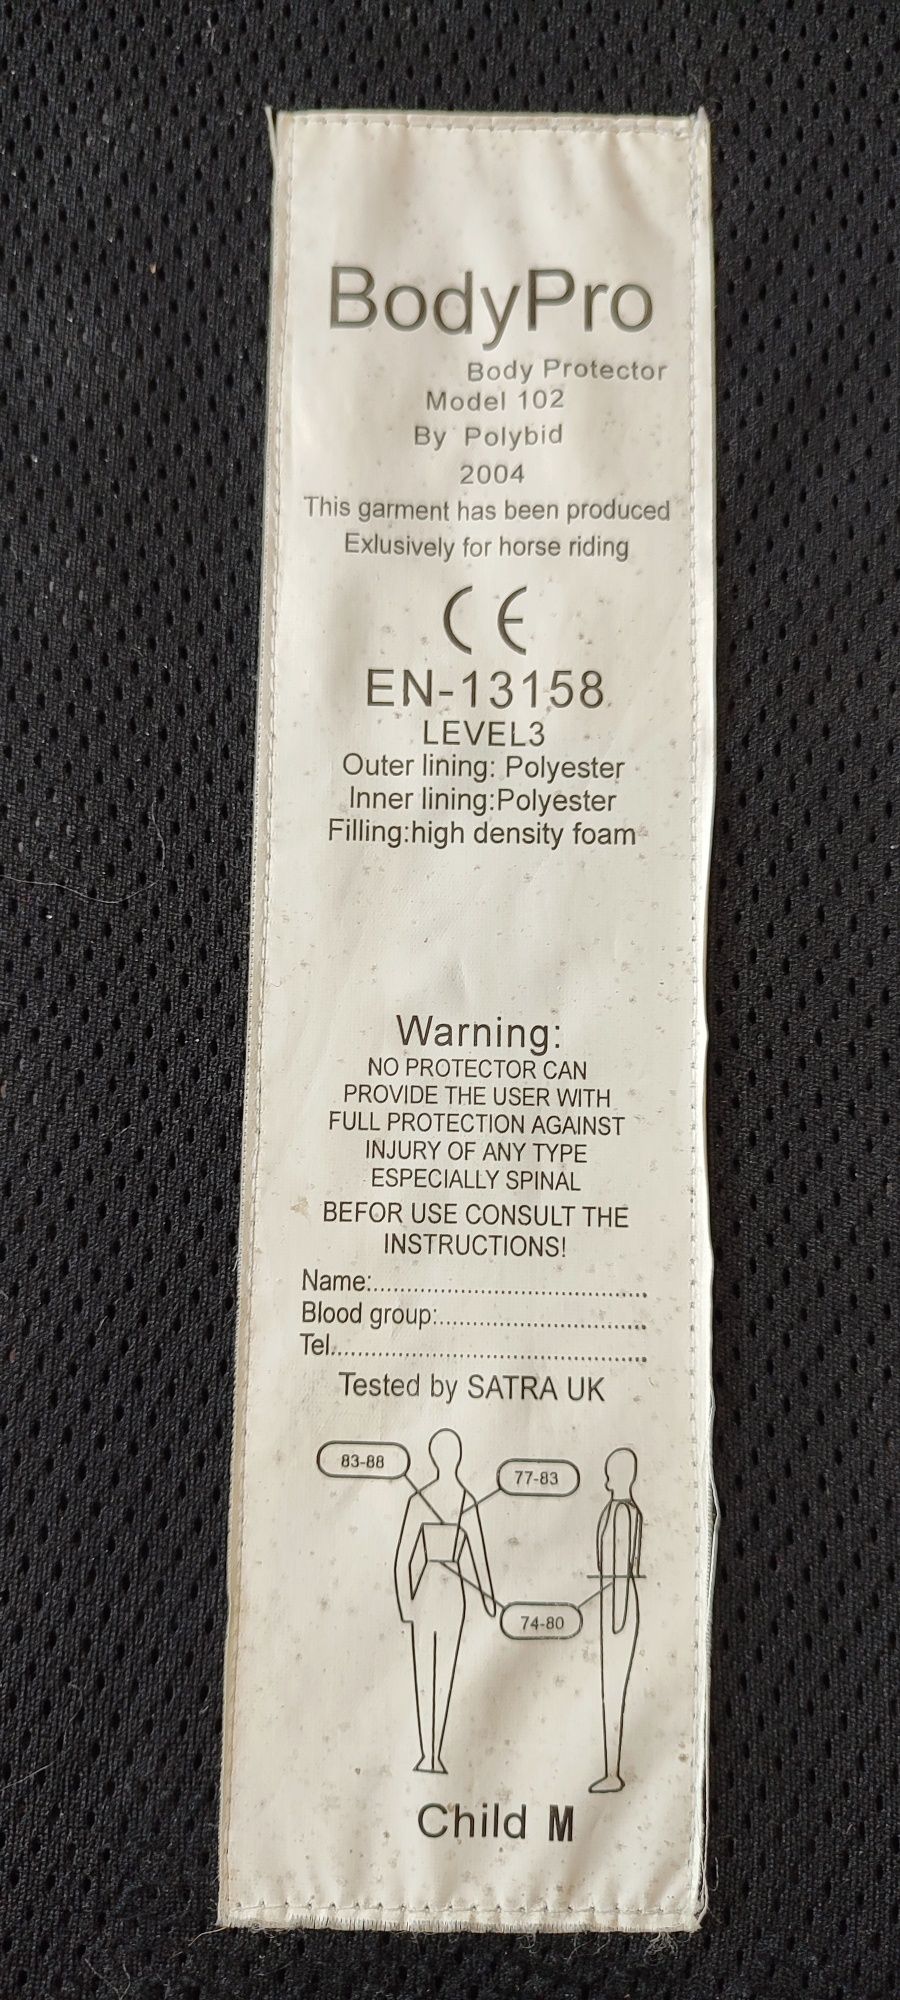 BodyPro
Body Protector
Model 102
By Polybid
2004
This garment has been produced
Exlusively for horse riding
CE
EN-13158
LEVEL3
Outer lining: Polyester
Inner lining:Polyester
Filling:high density foam
Warning:
NO PROTECTOR CAN
PROVIDE THE USER WITH
FULL PROTECTION AGAINST
INJURY OF ANY TYPE
ESPECIALLY SPINAL
BEFOR USE CONSULT THE
INSTRUCTIONS!
Name:..........................................
Blood group:................................
Tel................................................
Tested by SATRA UK
83-88
77-83
74-80
Child M